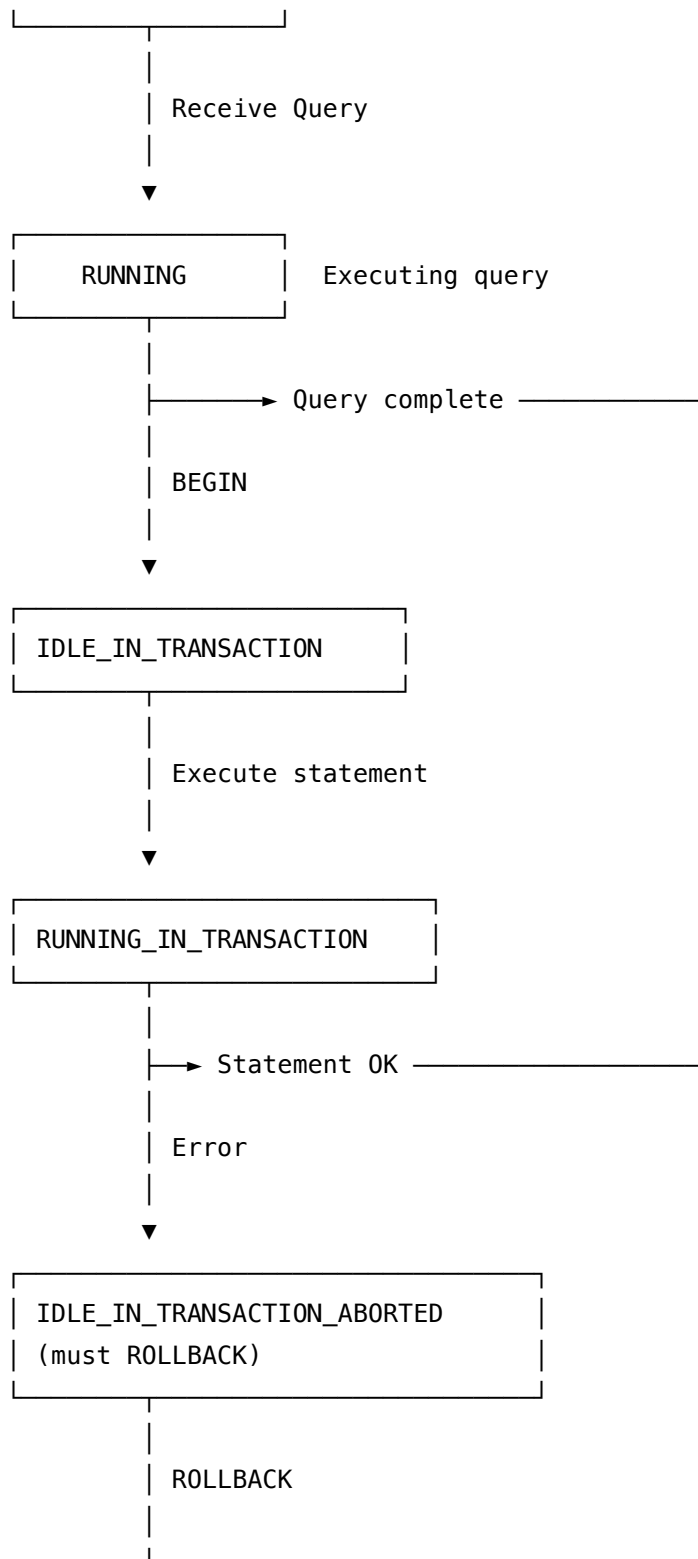 Receive Query
RUNNING Executing query
Query complete
BEGIN
IDLE_IN_TRANSACTION
Execute statement
RUNNING_IN_TRANSACTION
Statement OK
Error
IDLE_IN_TRANSACTION_ABORTED
(must ROLLBACK)
ROLLBACK